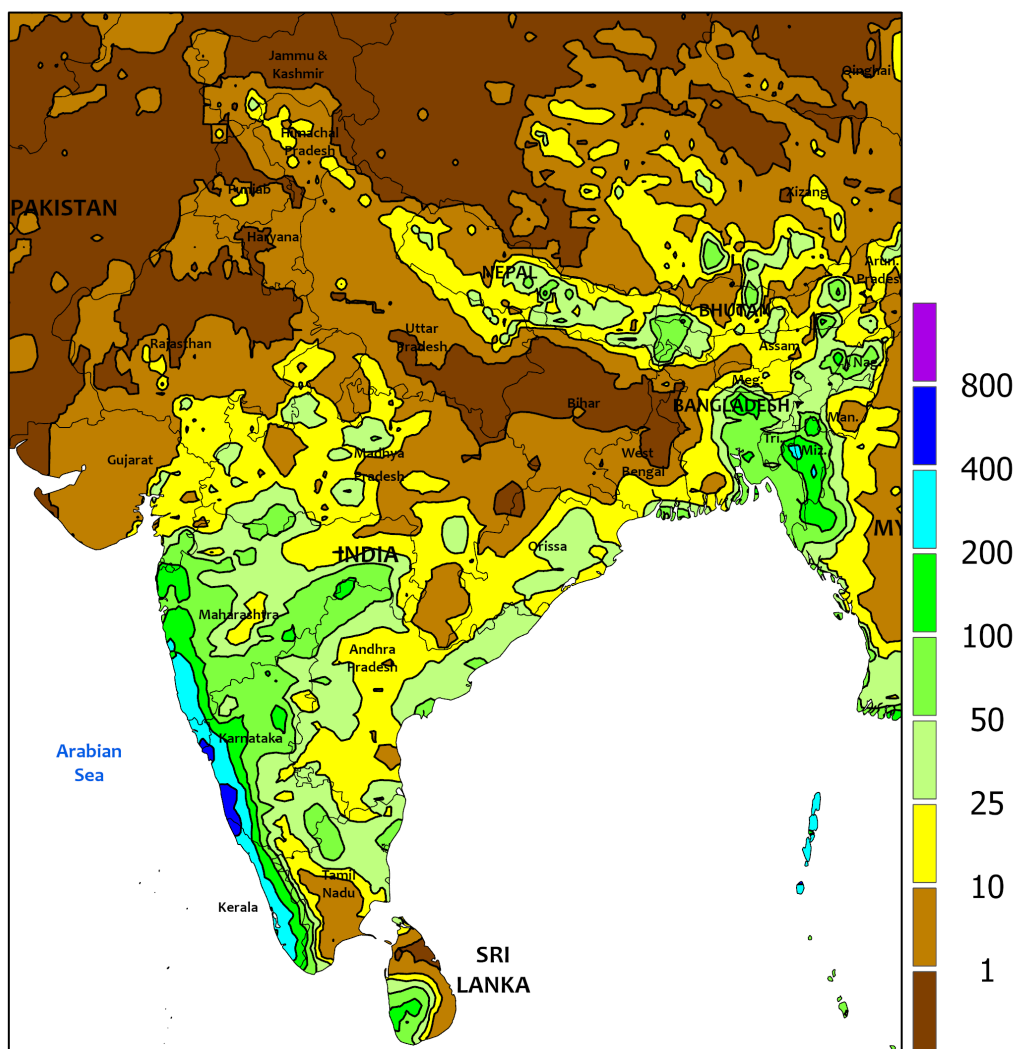 Jammu &
Kashmir
Qinghai
Himachal
Pradesh
Punjab
Xizang
PAKISTAN
Haryana
Arun.
Prades
NEPAL
BHUTAN
Uttar
Pradesh
Rajasthan
Assam
Nag.
Meg.
Bihar
BANGLADESH
Man.
Tri.
Miz.
Gujarat
Madhya
Pradesh
West
Bengal
MY
INDIA
Orissa
Maharashtra
Andhra
Pradesh
Karnataka
Arabian
Sea
Tamil
Nadu
Kerala
SRI
LANKA
800
400
200
100
50
25
10
1